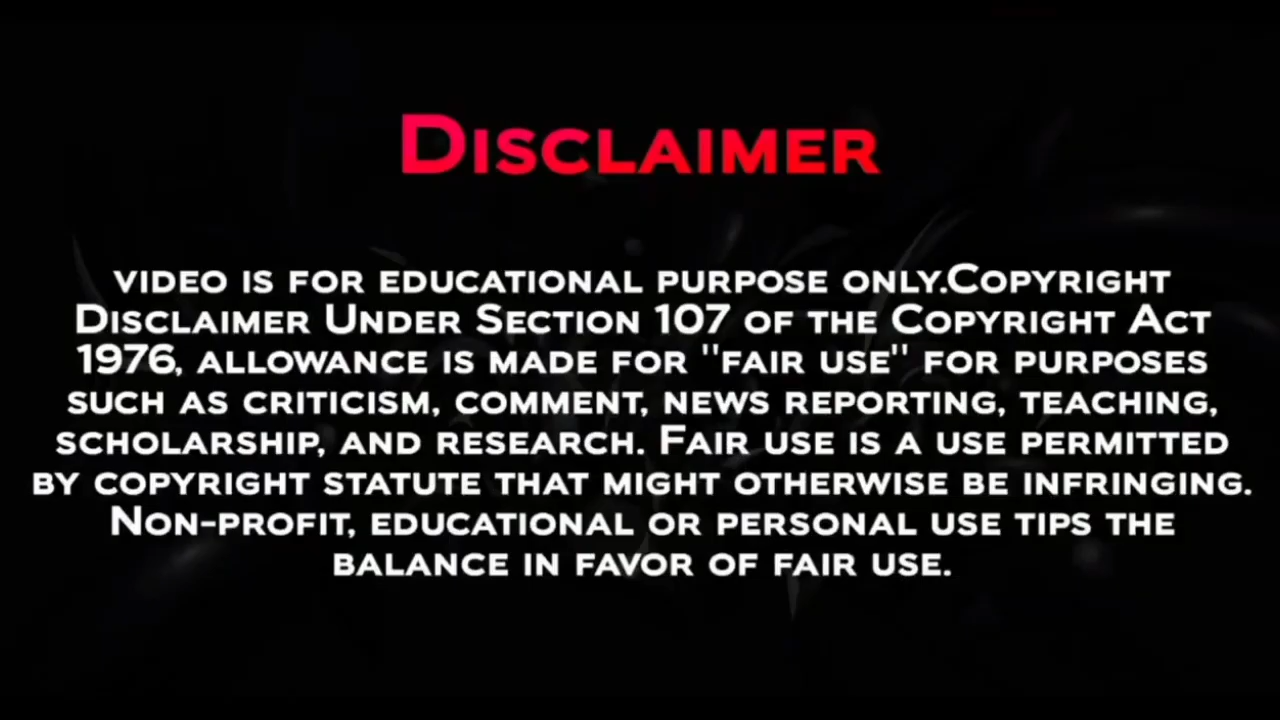 Disclaimer
video is for educational purpose only.Copyright
Disclaimer Under Section 107 of the Copyright Act
1976, allowance is made for "fair use" for purposes
such as criticism, comment, news reporting, teaching,
scholarship, and research. Fair use is a use permitted
by copyright statute that might otherwise be infringing.
Non-profit, educational or personal use tips the
balance in favor of fair use.